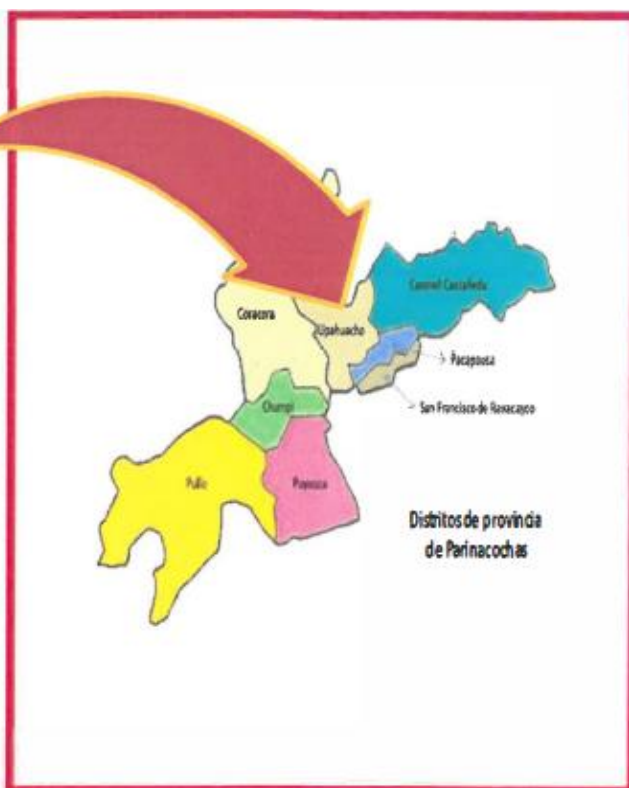 Coronel Castañeda
Coracora
Upahuacho
Pacapausa
San Francisco de Ravacayco
Chumpi
Pullo
Puyusca
Distritos de provincia
de Parinacochas